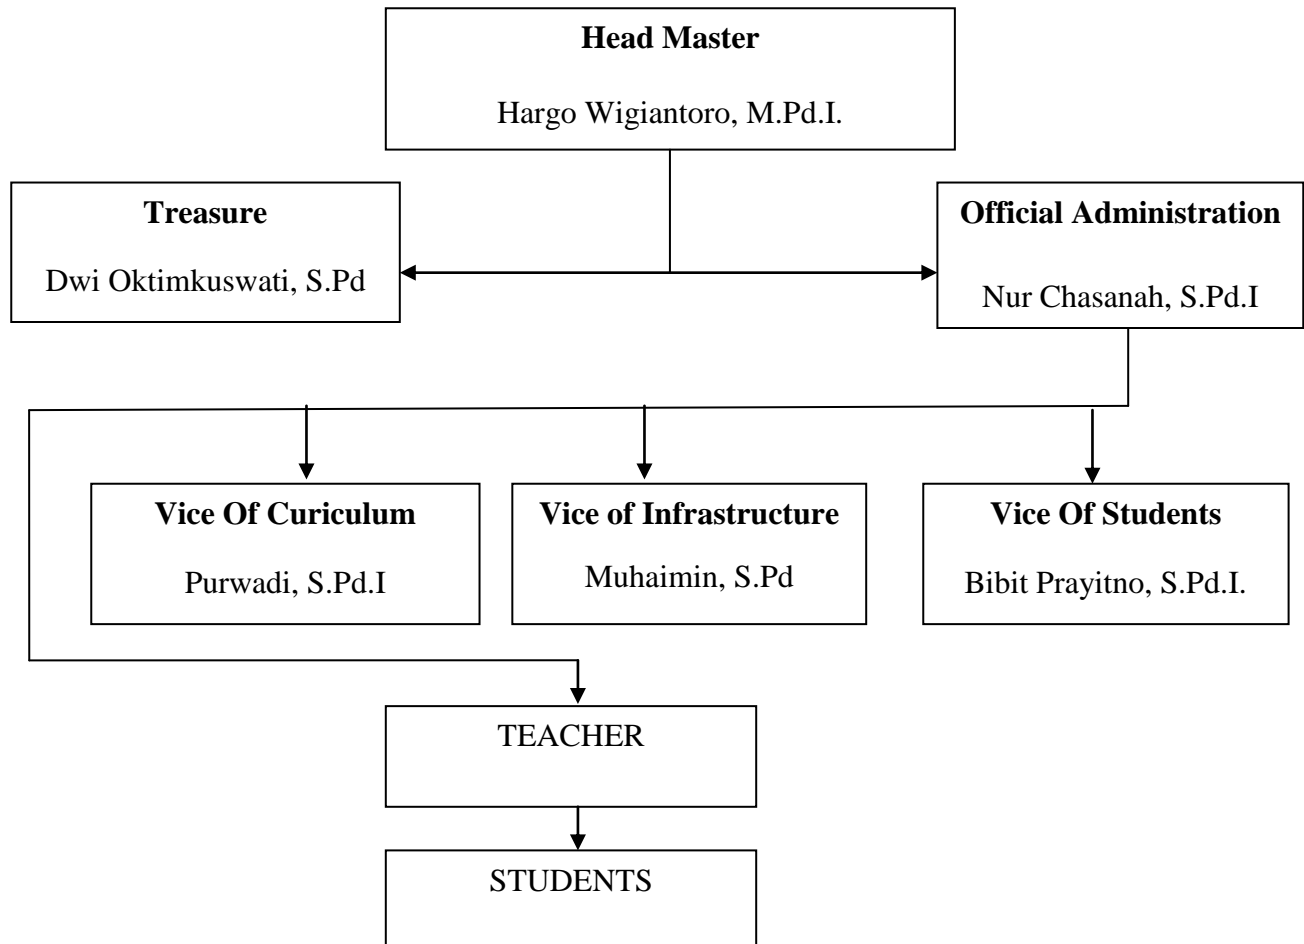 Head Master
Hargo Wigiantoro, M.Pd.I.
Treasure
Dwi Oktimkuswati, S.Pd
Official Administration
Nur Chasanah, S.Pd.I
Vice Of Curiculum
Purwadi, S.Pd.I
Vice of Infrastructure
Muhaimin, S.Pd
Vice Of Students
Bibit Prayitno, S.Pd.I.
TEACHER
STUDENTS